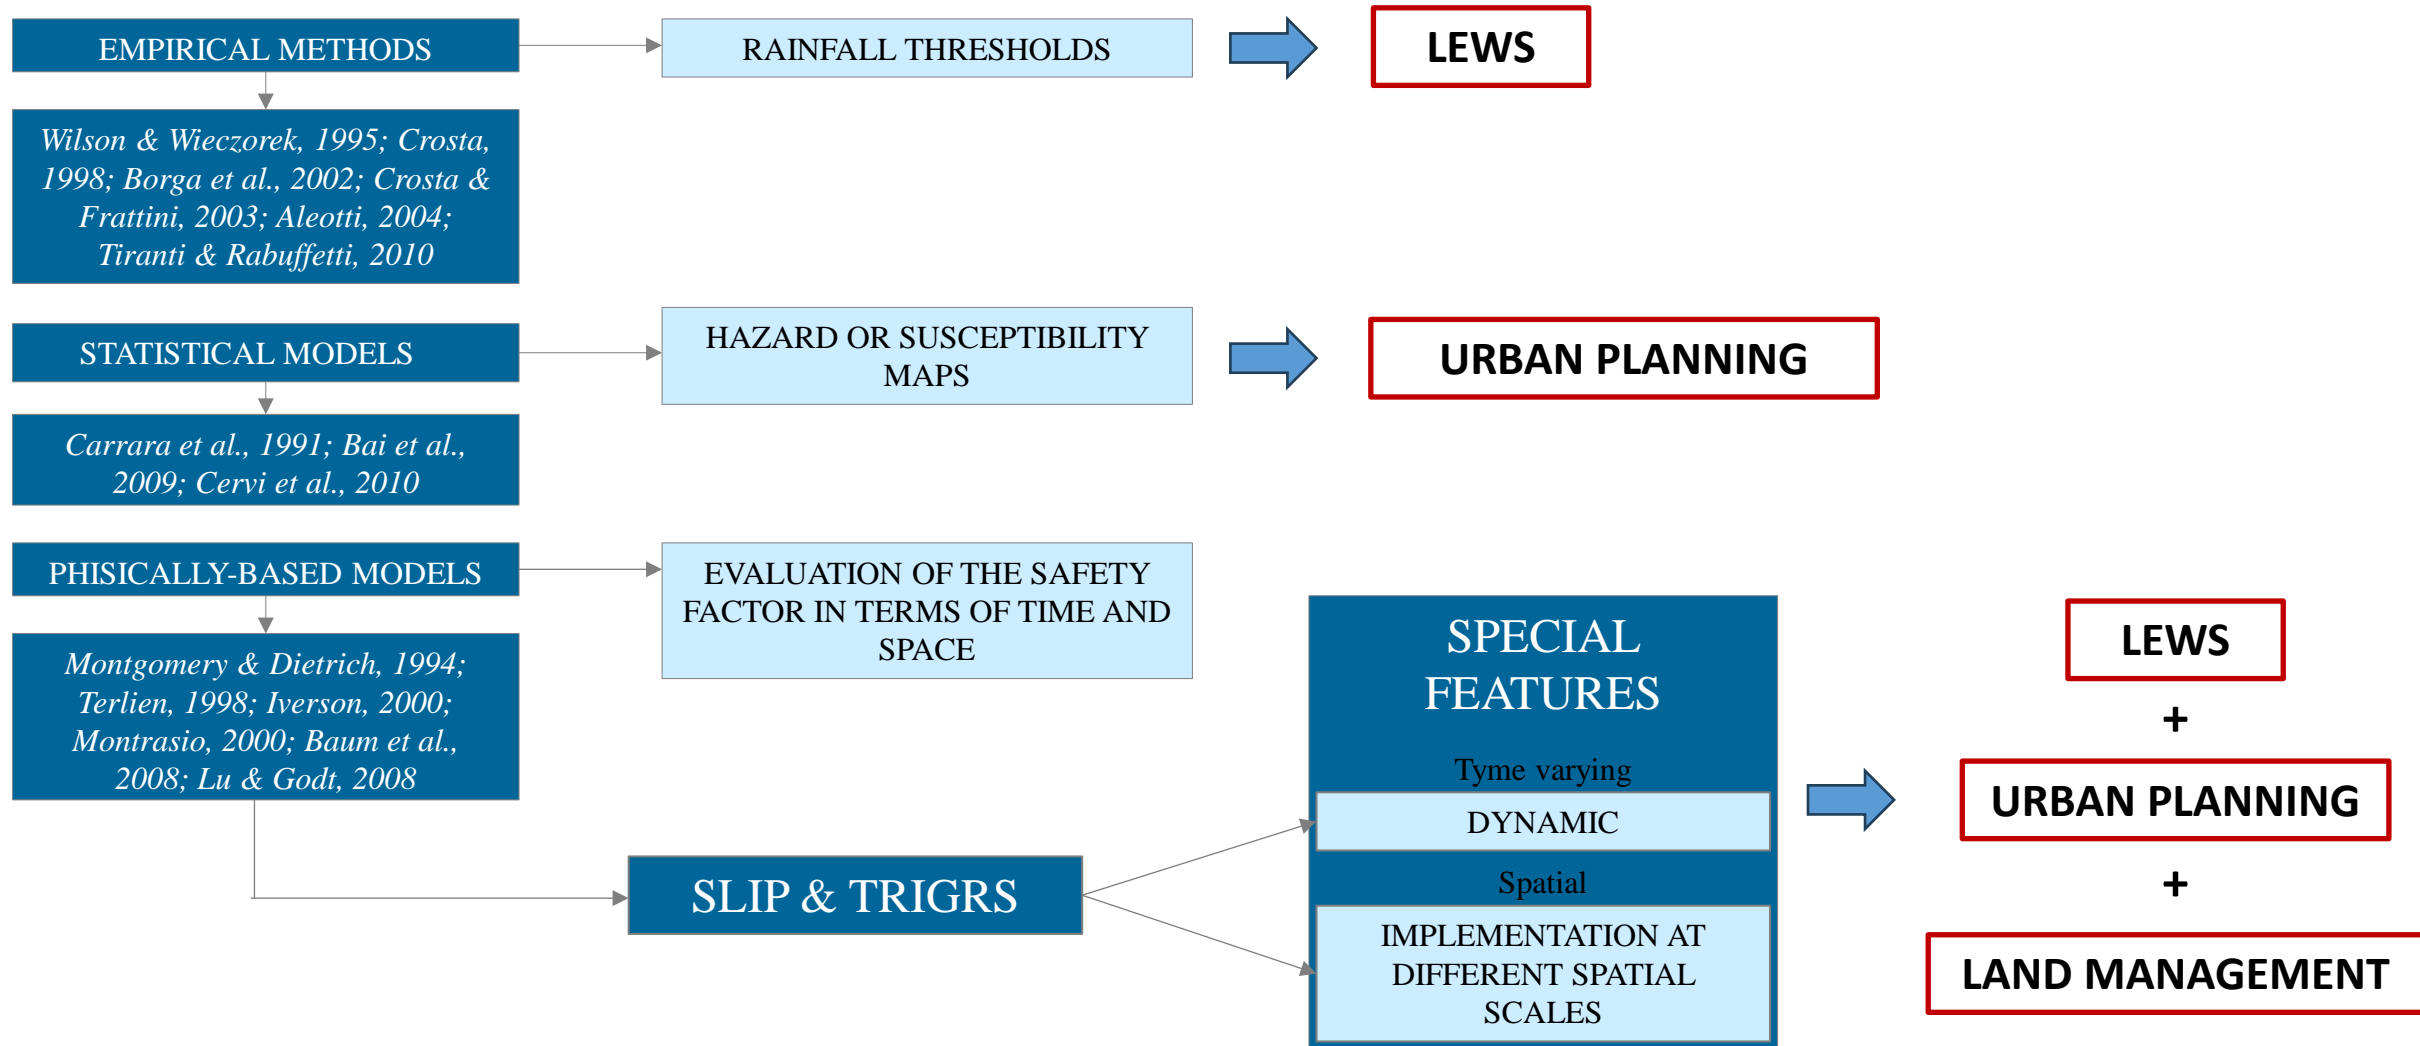 EMPIRICAL METHODS
RAINFALL THRESHOLDS
LEWS
Wilson & Wieczorek, 1995; Crosta,
1998; Borga et al., 2002; Crosta &
Frattini, 2003; Aleotti, 2004;
Tiranti & Rabuffetti, 2010
STATISTICAL MODELS
HAZARD OR SUSCEPTIBILITY
MAPS
URBAN PLANNING
Carrara et al., 1991; Bai et al.,
2009; Cervi et al., 2010
PHISICALLY-BASED MODELS
EVALUATION OF THE SAFETY
FACTOR IN TERMS OF TIME AND
SPACE
Montgomery & Dietrich, 1994;
Terlien, 1998; Iverson, 2000;
Montrasio, 2000; Baum et al.,
2008; Lu & Godt, 2008
SLIP & TRIGRS
SPECIAL
FEATURES
Tyme varying
DYNAMIC
Spatial
IMPLEMENTATION AT
DIFFERENT SPATIAL
SCALES
LEWS
+
URBAN PLANNING
+
LAND MANAGEMENT